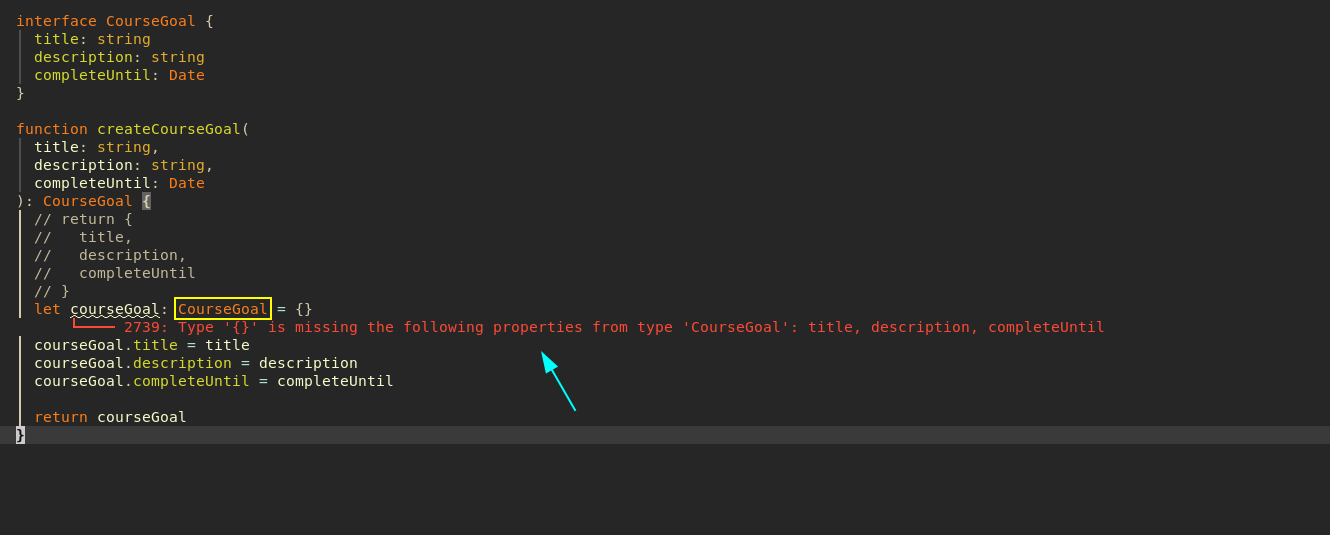 interface CourseGoal {
  title: string
  description: string
  completeUntil: Date
}

function createCourseGoal(
  title: string,
  description: string,
  completeUntil: Date
): CourseGoal {
  // return {
  //   title,
  //   description,
  //   completeUntil
  // }
  let courseGoal: CourseGoal = {}
2739: Type '{}' is missing the following properties from type 'CourseGoal': title, description, completeUntil
  courseGoal.title = title
  courseGoal.description = description
  courseGoal.completeUntil = completeUntil

  return courseGoal
}